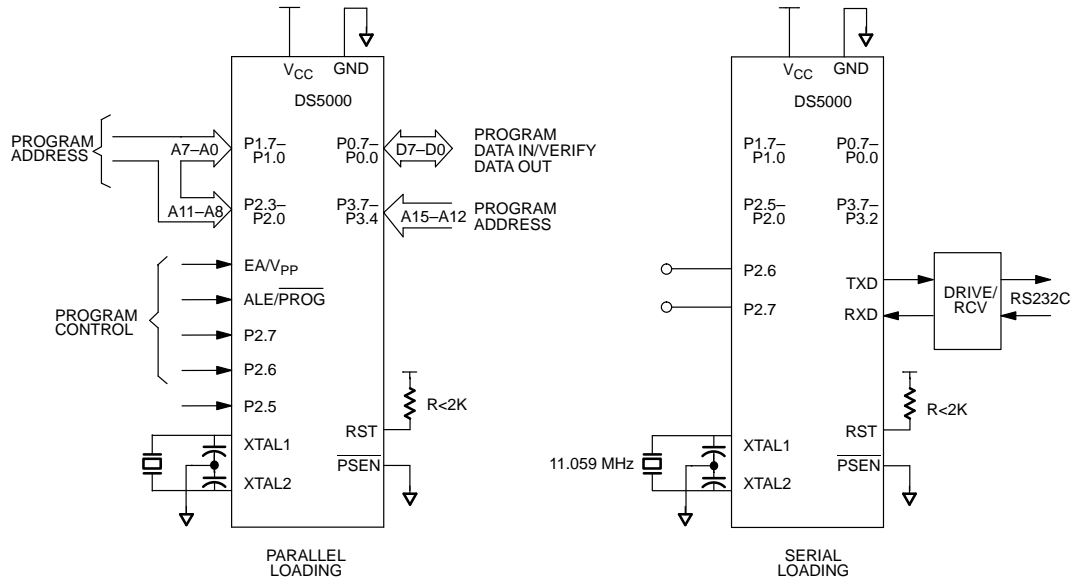 VCC
GND
DS5000
PROGRAM
ADDRESS
A7–A0
P1.7–
P1.0
P0.7–
P0.0
D7–D0
PROGRAM
DATA IN/VERIFY
DATA OUT
A11–A8
P2.3–
P2.0
P3.7–
P3.4
A15–A12
PROGRAM
ADDRESS
PROGRAM
CONTROL
EA/VPP
ALE/PROG
P2.7
P2.6
P2.5
R<2K
RST
XTAL1
PSEN
XTAL2
PARALLEL
LOADING
VCC
GND
DS5000
P1.7–
P1.0
P0.7–
P0.0
P2.5–
P2.0
P3.7–
P3.2
P2.6
P2.7
TXD
RXD
DRIVE/
RCV
RS232C
R<2K
RST
XTAL1
11.059 MHz
PSEN
XTAL2
SERIAL
LOADING